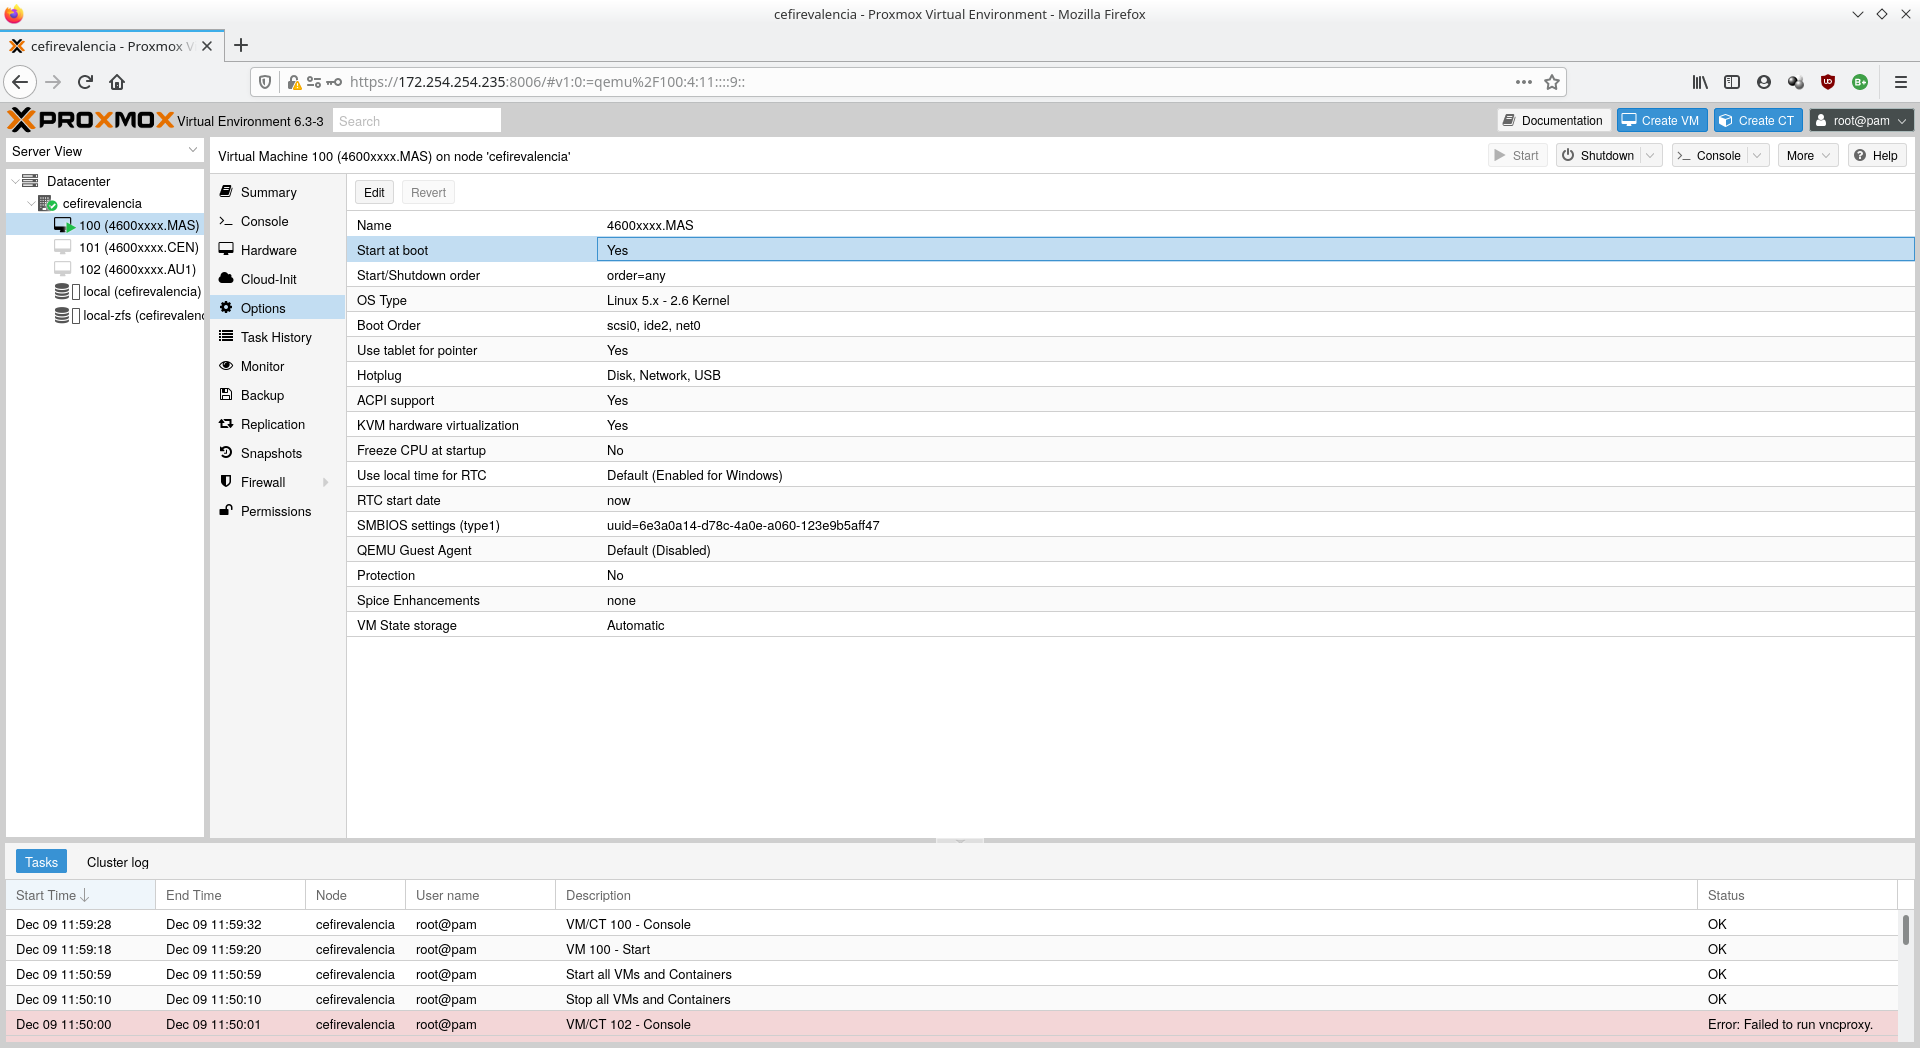 cefirevalencia - Proxmox Virtual Environment - Mozilla Firefox
cefirevalencia - Proxmox V
https://172.254.254.235:8006/#v1:0:=qemu%2F100:4:11::::9::
PROXMOX Virtual Environment 6.3-3 Search Documentation Create VM Create CT root@pam
Server View
Virtual Machine 100 (4600xxxx.MAS) on node 'cefirevalencia' Start Shutdown Console More Help
Datacenter
cefirevalencia
100 (4600xxxx.MAS)
101 (4600xxxx.CEN)
102 (4600xxxx.AU1)
local (cefirevalencia)
local-zfs (cefirevalenc
Summary
Console
Hardware
Cloud-Init
Options
Task History
Monitor
Backup
Replication
Snapshots
Firewall
Permissions
Edit Revert
Name 4600xxxx.MAS
Start at boot Yes
Start/Shutdown order order=any
OS Type Linux 5.x - 2.6 Kernel
Boot Order scsi0, ide2, net0
Use tablet for pointer Yes
Hotplug Disk, Network, USB
ACPI support Yes
KVM hardware virtualization Yes
Freeze CPU at startup No
Use local time for RTC Default (Enabled for Windows)
RTC start date now
SMBIOS settings (type1) uuid=6e3a0a14-d78c-4a0e-a060-123e9b5aff47
QEMU Guest Agent Default (Disabled)
Protection No
Spice Enhancements none
VM State storage Automatic
Tasks Cluster log
Start Time End Time Node User name Description Status
Dec 09 11:59:28 Dec 09 11:59:32 cefirevalencia root@pam VM/CT 100 - Console OK
Dec 09 11:59:18 Dec 09 11:59:20 cefirevalencia root@pam VM 100 - Start OK
Dec 09 11:50:59 Dec 09 11:50:59 cefirevalencia root@pam Start all VMs and Containers OK
Dec 09 11:50:10 Dec 09 11:50:10 cefirevalencia root@pam Stop all VMs and Containers OK
Dec 09 11:50:00 Dec 09 11:50:01 cefirevalencia root@pam VM/CT 102 - Console Error: Failed to run vncproxy.